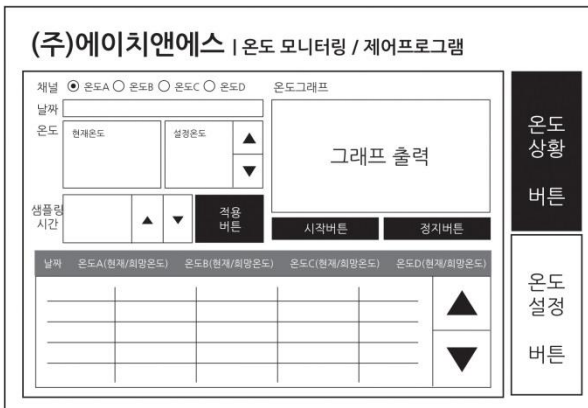 (주)에이치앤에스 | 온도 모니터링 / 제어프로그램
채널 온도A 온도B 온도C 온도D
날짜
온도
현재온도
설정온도
샘플링
시간
적용
버튼
온도그래프
그래프 출력
시작버튼
정지버튼
날짜 온도A(현재/희망온도) 온도B(현재/희망온도) 온도C(현재/희망온도) 온도D(현재/희망온도)
온도
상황
버튼
온도
설정
버튼